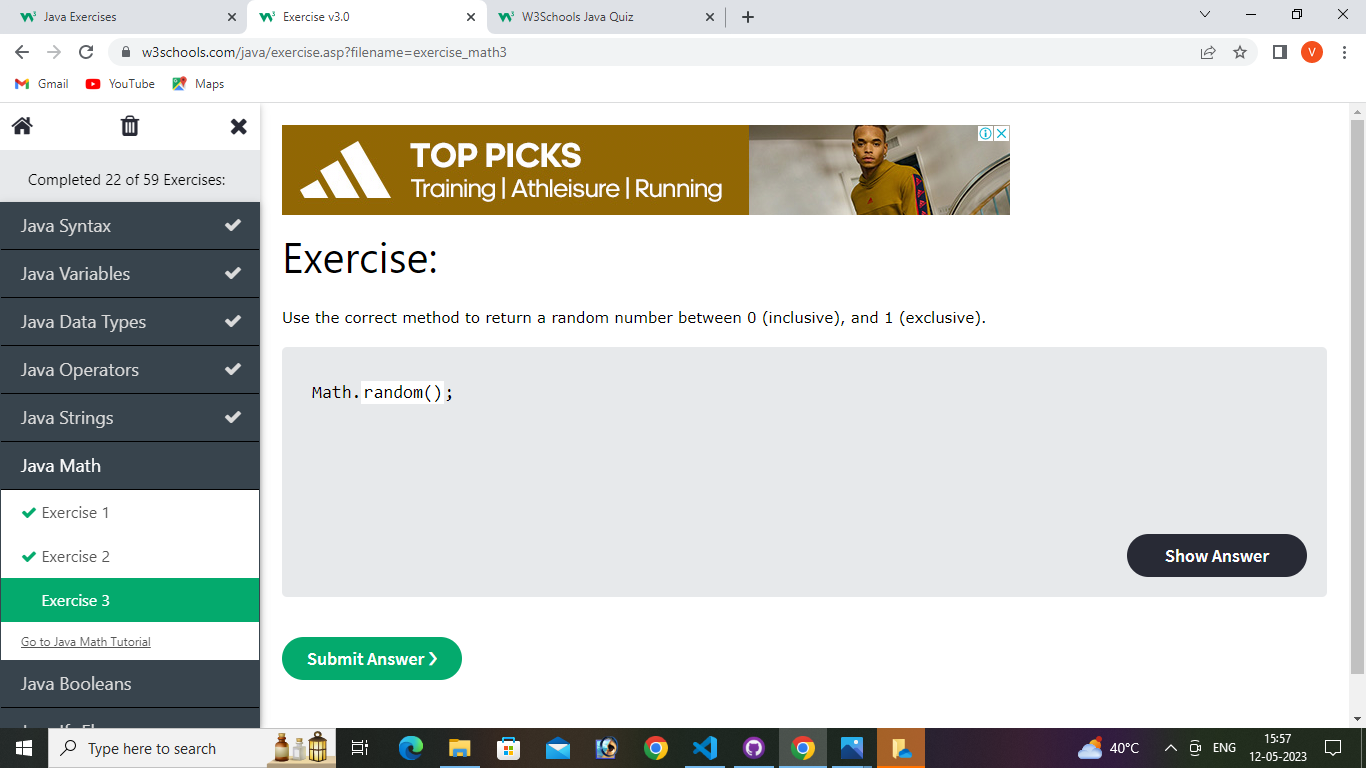 Java Exercises
Exercise v3.0
W3Schools Java Quiz
w3schools.com/java/exercise.asp?filename=exercise_math3
V
Gmail
YouTube
Maps
Completed 22 of 59 Exercises:
Java Syntax
Java Variables
Java Data Types
Java Operators
Java Strings
Java Math
Exercise 1
Exercise 2
Exercise 3
Go to Java Math Tutorial
Java Booleans
TOP PICKS
Training | Athleisure | Running
Exercise:
Use the correct method to return a random number between 0 (inclusive), and 1 (exclusive).
Math.random();
Show Answer
Submit Answer ❯
Type here to search
40°C
ENG
15:57
12-05-2023